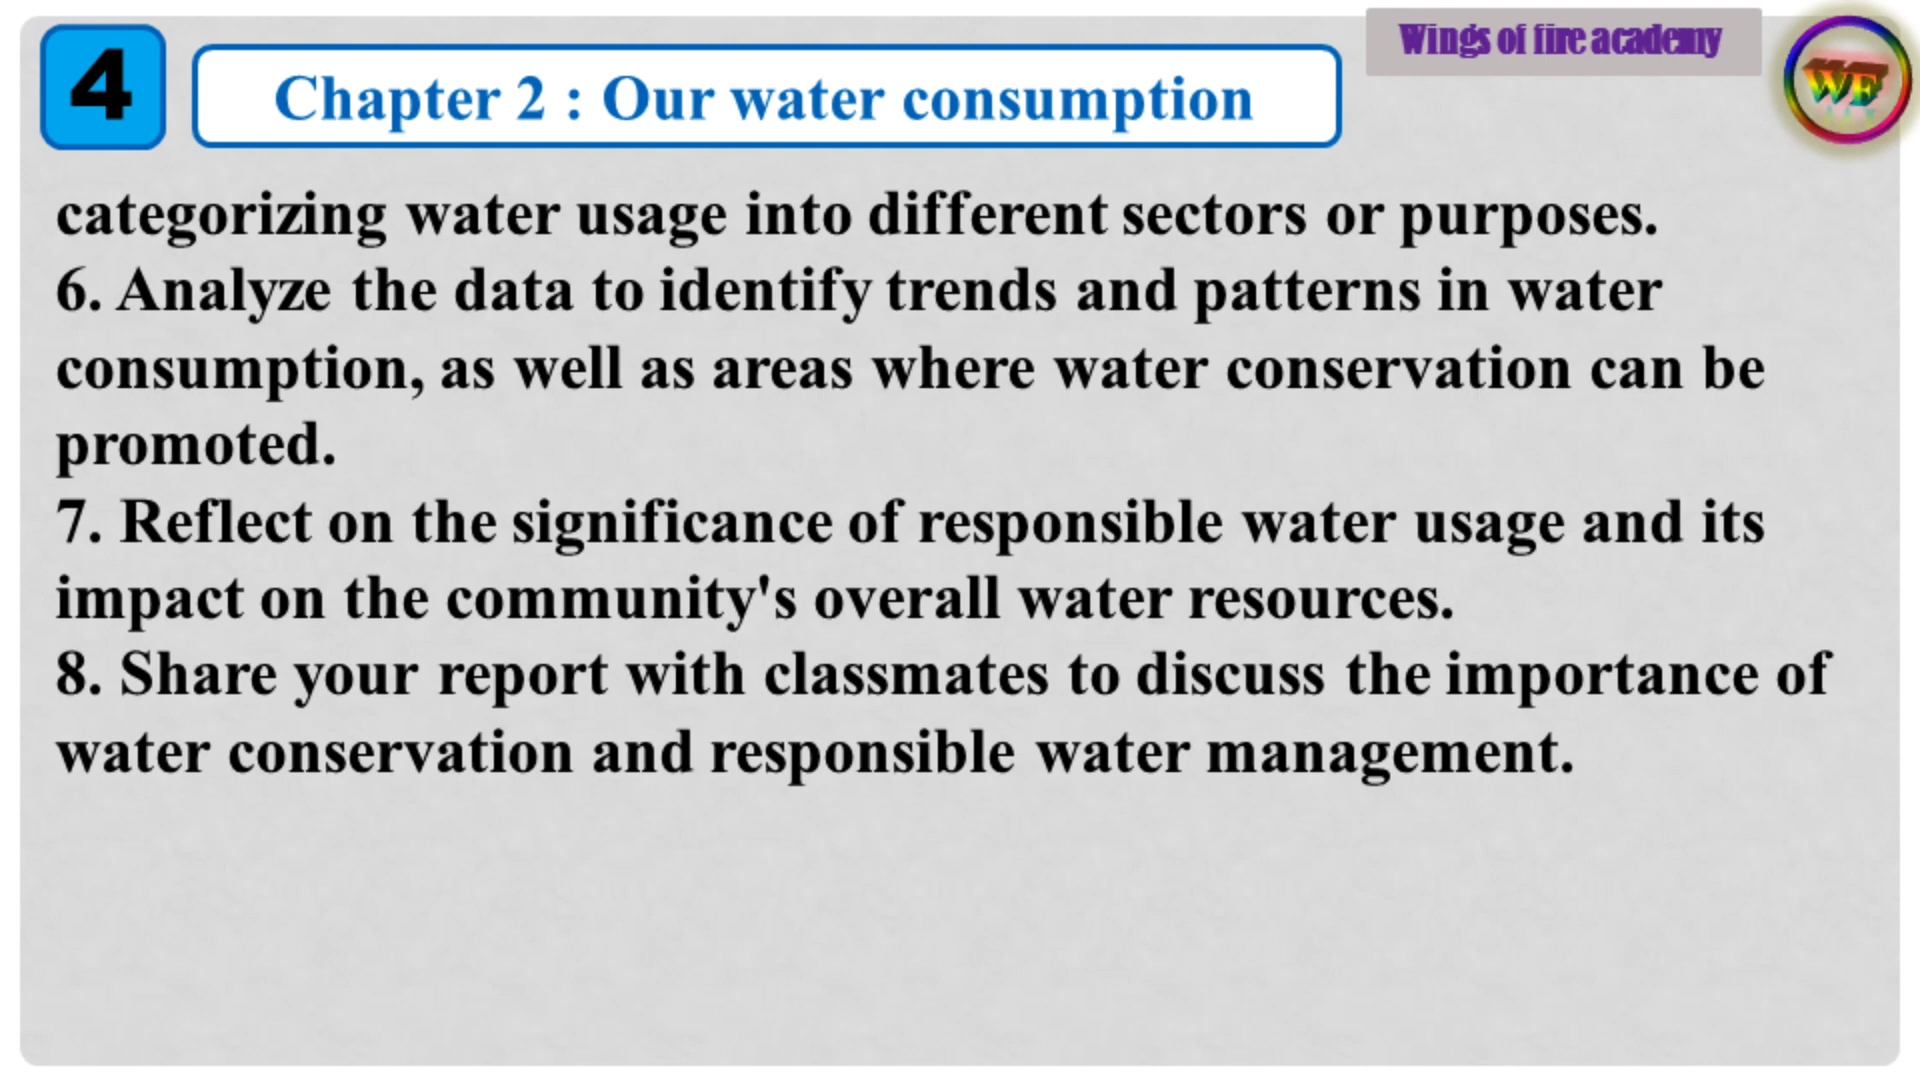 4
Chapter 2 : Our water consumption
Wings of fire academy
WF
categorizing water usage into different sectors or purposes.
6. Analyze the data to identify trends and patterns in water
consumption, as well as areas where water conservation can be
promoted.
7. Reflect on the significance of responsible water usage and its
impact on the community's overall water resources.
8. Share your report with classmates to discuss the importance of
water conservation and responsible water management.